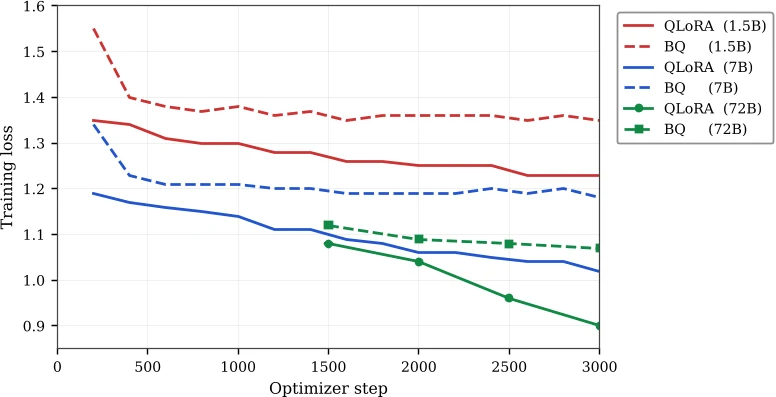 1.6
1.5
1.4
1.3
1.2
1.1
1.0
0.9
Training loss
0 500 1000 1500 2000 2500 3000
Optimizer step
QLoRA (1.5B)
BQ (1.5B)
QLoRA (7B)
BQ (7B)
QLoRA (72B)
BQ (72B)